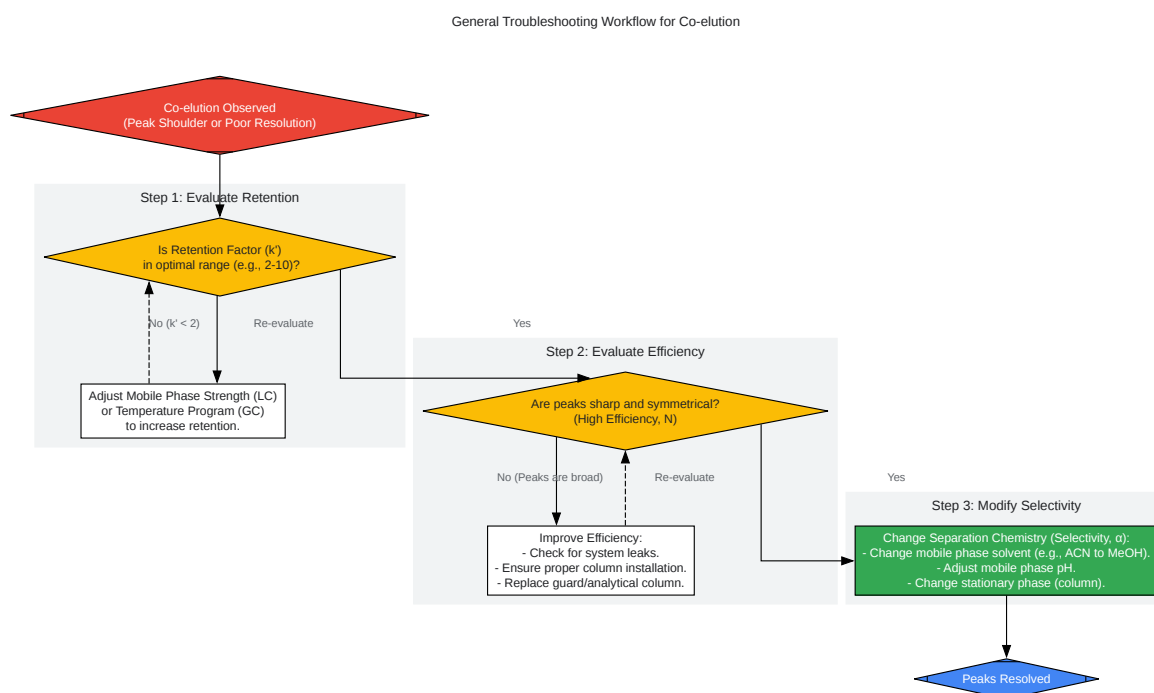 General Troubleshooting Workflow for Co-elution
Co-elution Observed
(Peak Shoulder or Poor Resolution)
Step 1: Evaluate Retention
Is Retention Factor (k')
in optimal range (e.g., 2-10)?
No (k' < 2)
Re-evaluate
Yes
Adjust Mobile Phase Strength (LC)
or Temperature Program (GC)
to increase retention.
Step 2: Evaluate Efficiency
Are peaks sharp and symmetrical?
(High Efficiency, N)
No (Peaks are broad)
Re-evaluate
Yes
Improve Efficiency:
- Check for system leaks.
- Ensure proper column installation.
- Replace guard/analytical column.
Step 3: Modify Selectivity
Change Separation Chemistry (Selectivity, α):
- Change mobile phase solvent (e.g., ACN to MeOH).
- Adjust mobile phase pH.
- Change stationary phase (column).
Peaks Resolved